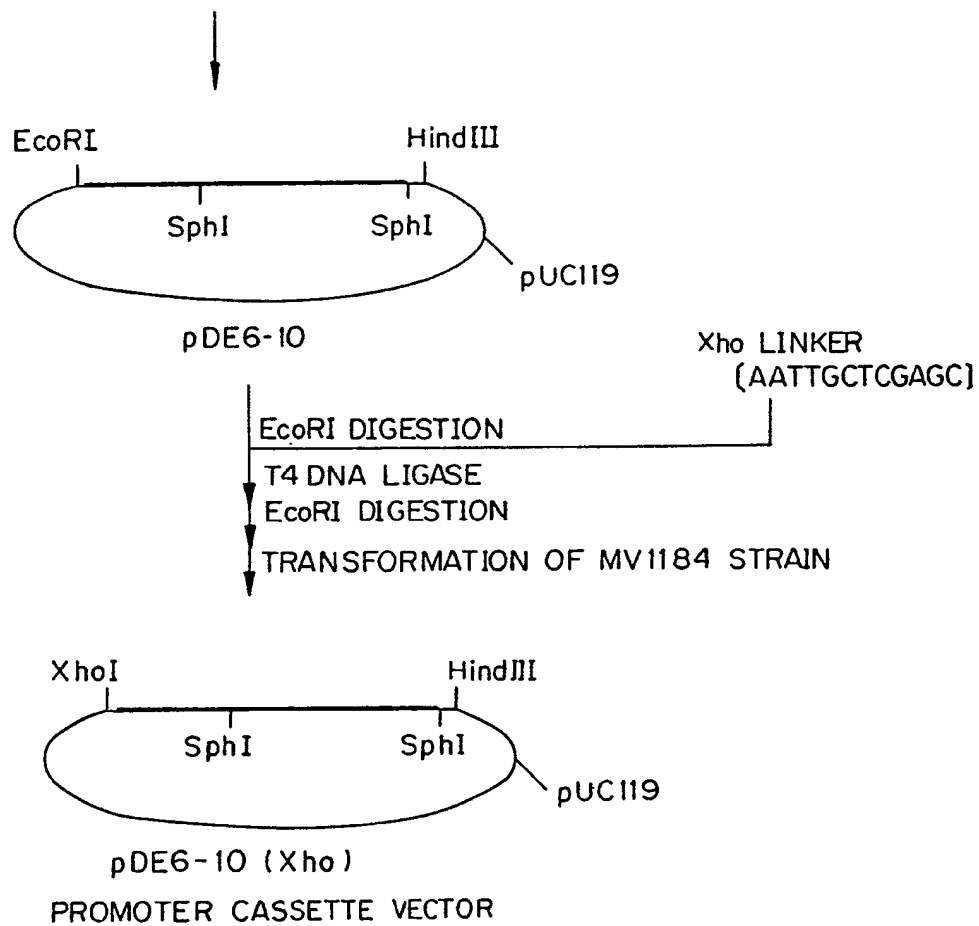 EcoRI
HindIII
SphI
SphI
pUC119
pDE6-10
Xho LINKER
[AATTGCTCGAGC]
EcoRI DIGESTION
T4 DNA LIGASE
EcoRI DIGESTION
TRANSFORMATION OF MV1184 STRAIN
XhoI
HindIII
SphI
SphI
pUC119
pDE6-10 (Xho)
PROMOTER CASSETTE VECTOR